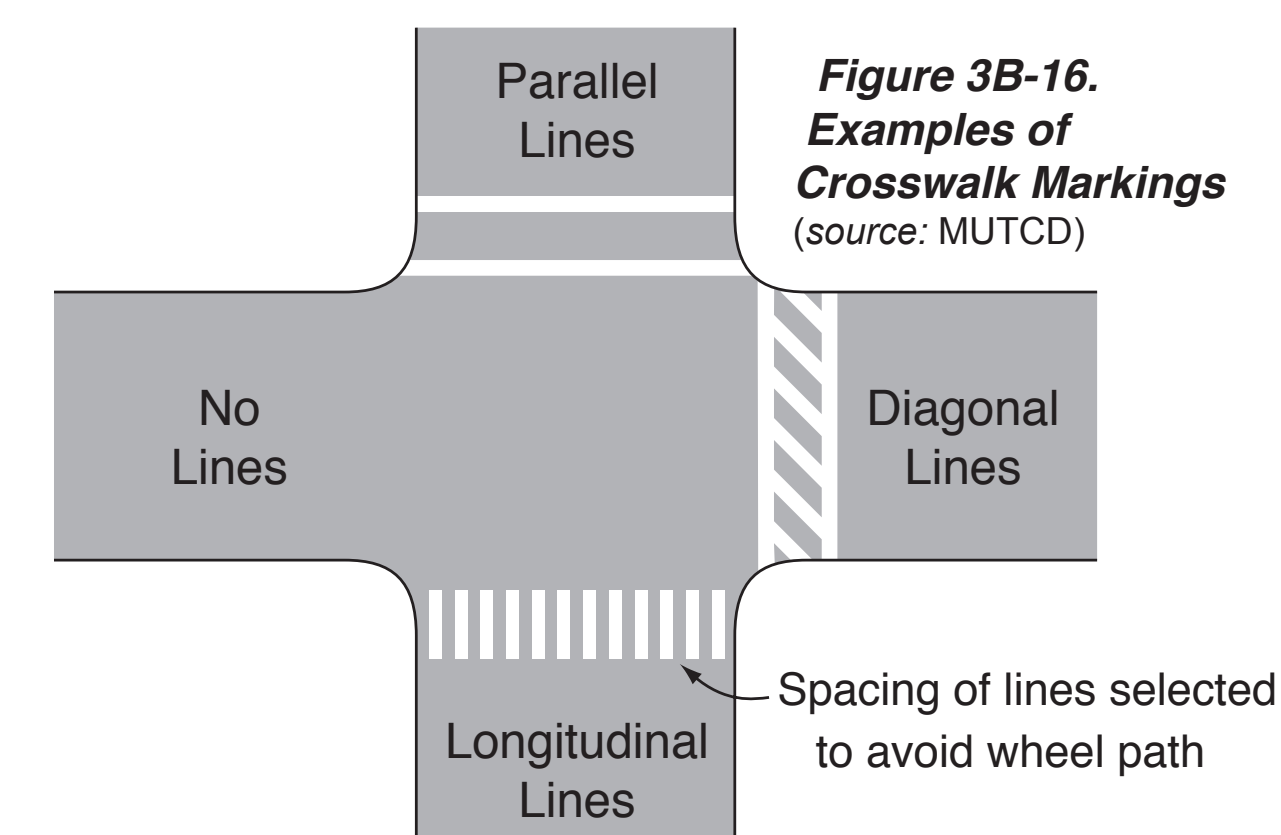 Parallel
Lines
Figure 3B-16.
Examples of
Crosswalk Markings
(source: MUTCD)
No
Lines
Diagonal
Lines
Spacing of lines selected
to avoid wheel path
Longitudinal
Lines